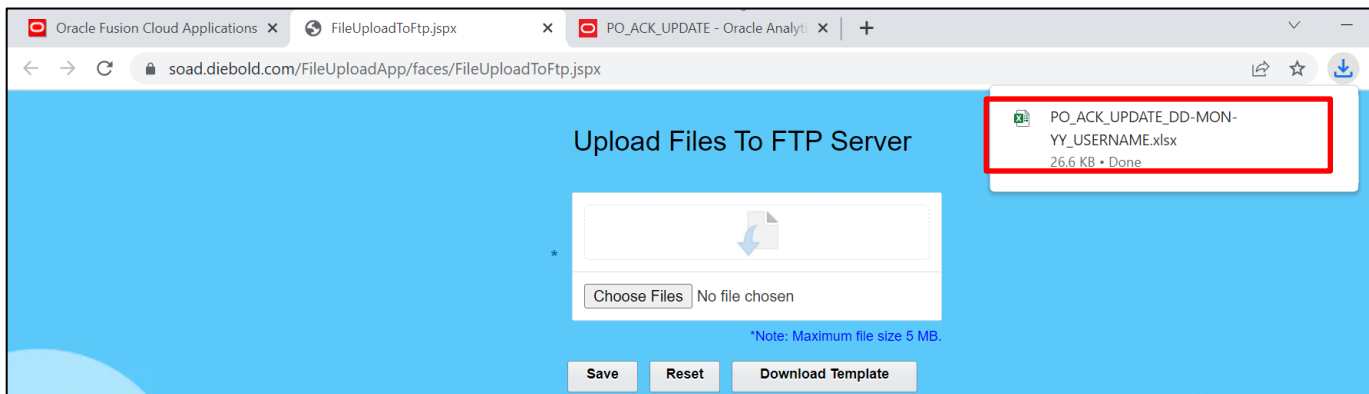 Oracle Fusion Cloud Applications
FileUploadToFtp.jspx
PO_ACK_UPDATE - Oracle Analyti
soad.diebold.com/FileUploadApp/faces/FileUploadToFtp.jspx
PO_ACK_UPDATE_DD-MON-
YY_USERNAME.xlsx
26.6 KB • Done
Upload Files To FTP Server
*
Choose Files No file chosen
*Note: Maximum file size 5 MB.
Save Reset Download Template